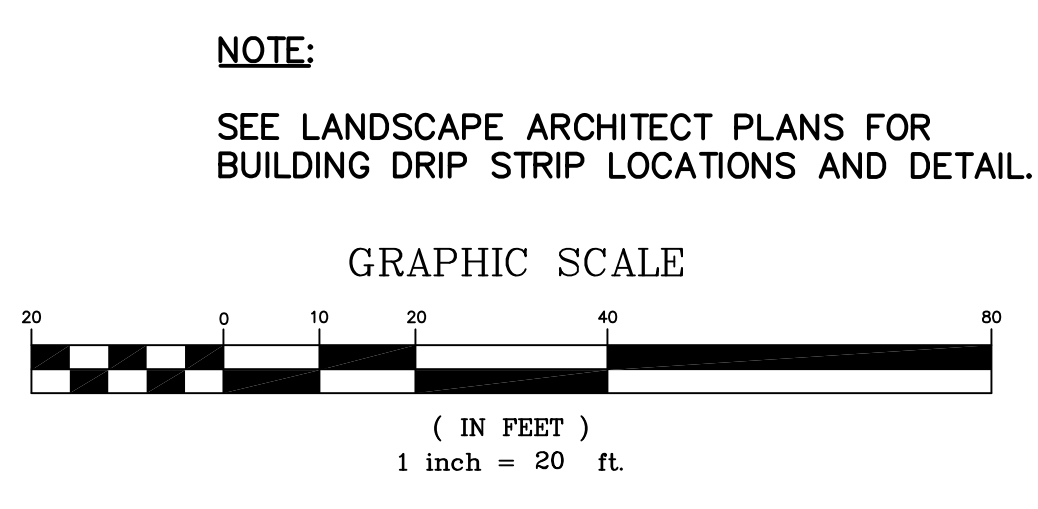 NOTE:
SEE LANDSCAPE ARCHITECT PLANS FOR
BUILDING DRIP STRIP LOCATIONS AND DETAIL.
GRAPHIC SCALE
20 0 10 20 40 80
( IN FEET )
1 inch = 20 ft.